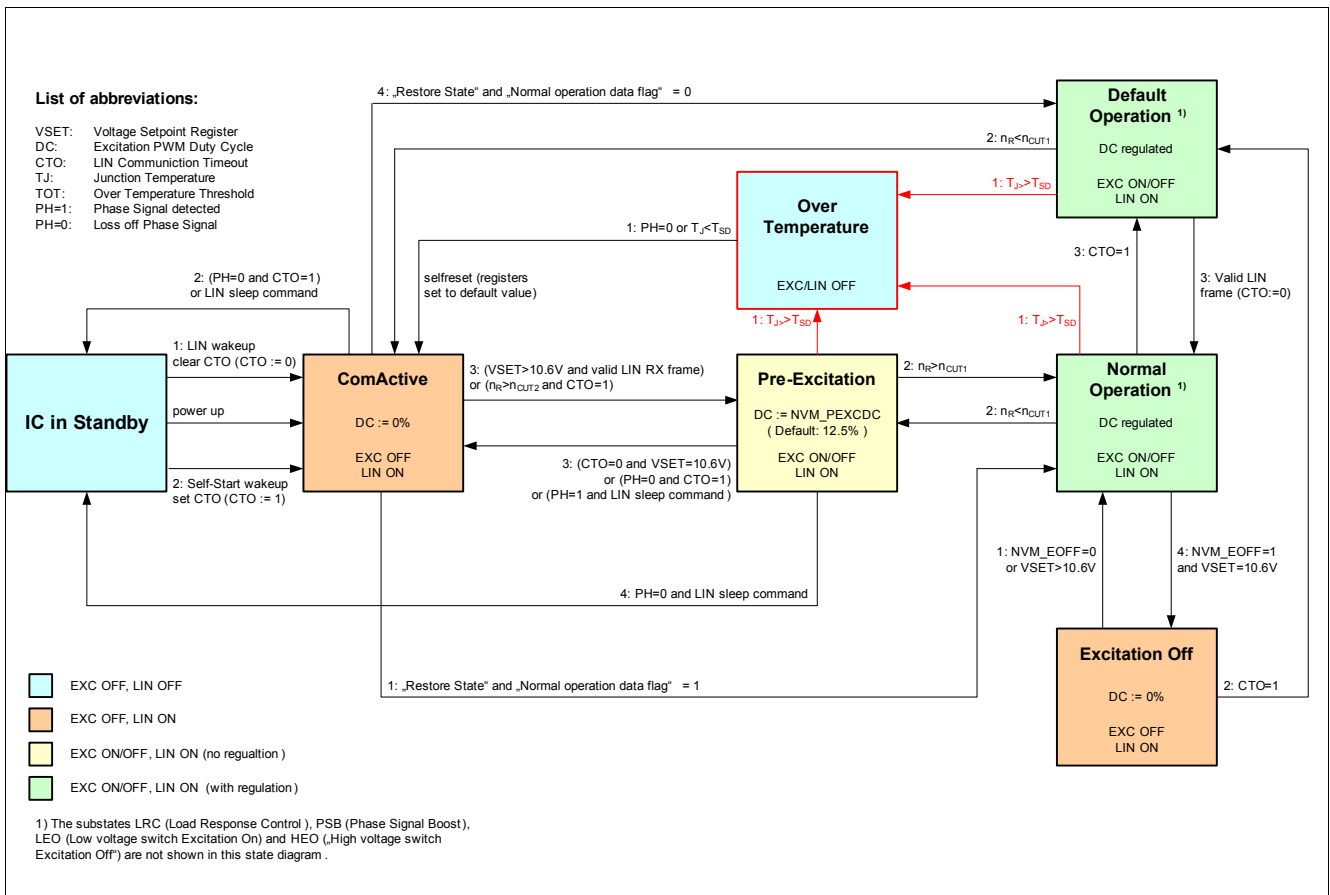 List of abbreviations:
VSET: Voltage Setpoint Register
DC: Excitation PWM Duty Cycle
CTO: LIN Communiction Timeout
TJ: Junction Temperature
TOT: Over Temperature Threshold
PH=1: Phase Signal detected
PH=0: Loss off Phase Signal
4: „Restore State“ and „Normal operation data flag“ = 0
2: nR<nCUT1
Default
Operation 1)
DC regulated
EXC ON/OFF
LIN ON
1: TJ>>TSD
Over
Temperature
EXC/LIN OFF
1: PH=0 or TJ<TSD
selfreset (registers
set to default value)
3: CTO=1
3: Valid LIN
frame (CTO:=0)
2: (PH=0 and CTO=1)
or LIN sleep command
1: TJ>>TSD
1: TJ>>TSD
IC in Standby
1: LIN wakeup
clear CTO (CTO := 0)
power up
2: Self-Start wakeup
set CTO (CTO := 1)
ComActive
DC := 0%
EXC OFF
LIN ON
3: (VSET>10.6V and valid LIN RX frame)
or (nR>nCUT2 and CTO=1)
3: (CTO=0 and VSET=10.6V)
or (PH=0 and CTO=1)
or (PH=1 and LIN sleep command )
Pre-Excitation
DC := NVM_PEXCDC
( Default: 12.5% )
EXC ON/OFF
LIN ON
2: nR>nCUT1
2: nR<nCUT1
Normal
Operation 1)
DC regulated
EXC ON/OFF
LIN ON
1: NVM_EOFF=0
or VSET>10.6V
4: NVM_EOFF=1
and VSET=10.6V
4: PH=0 and LIN sleep command
Excitation Off
DC := 0%
EXC OFF
LIN ON
2: CTO=1
1: „Restore State“ and „Normal operation data flag“ = 1
EXC OFF, LIN OFF
EXC OFF, LIN ON
EXC ON/OFF, LIN ON (no regualtion )
EXC ON/OFF, LIN ON (with regulation)
1) The substates LRC (Load Response Control ), PSB (Phase Signal Boost),
LEO (Low voltage switch Excitation On) and HEO („High voltage switch
Excitation Off“) are not shown in this state diagram .